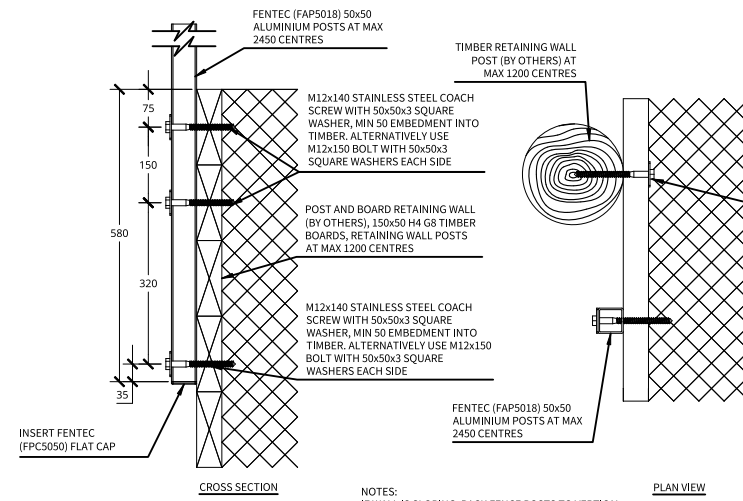 FENTEC (FAP5018) 50x50
ALUMINIUM POSTS AT MAX
2450 CENTRES
TIMBER RETAINING WALL
POST (BY OTHERS) AT
MAX 1200 CENTRES
M12x140 STAINLESS STEEL COACH
SCREW WITH 50x50x3 SQUARE
WASHER, MIN 50 EMBEDMENT INTO
TIMBER. ALTERNATIVELY USE
M12x150 BOLT WITH 50x50x3
SQUARE WASHERS EACH SIDE
75
150
580
320
35
POST AND BOARD RETAINING WALL
(BY OTHERS), 150x50 H4 G8 TIMBER
BOARDS, RETAINING WALL POSTS
AT MAX 1200 CENTRES
M12x140 STAINLESS STEEL COACH
SCREW WITH 50x50x3 SQUARE
WASHER, MIN 50 EMBEDMENT INTO
TIMBER. ALTERNATIVELY USE M12x150
BOLT WITH 50x50x3 SQUARE
WASHERS EACH SIDE
FENTEC (FAP5018) 50x50
ALUMINIUM POSTS AT MAX
2450 CENTRES
INSERT FENTEC
(FPC5050) FLAT CAP
CROSS SECTION
NOTES:
PLAN VIEW